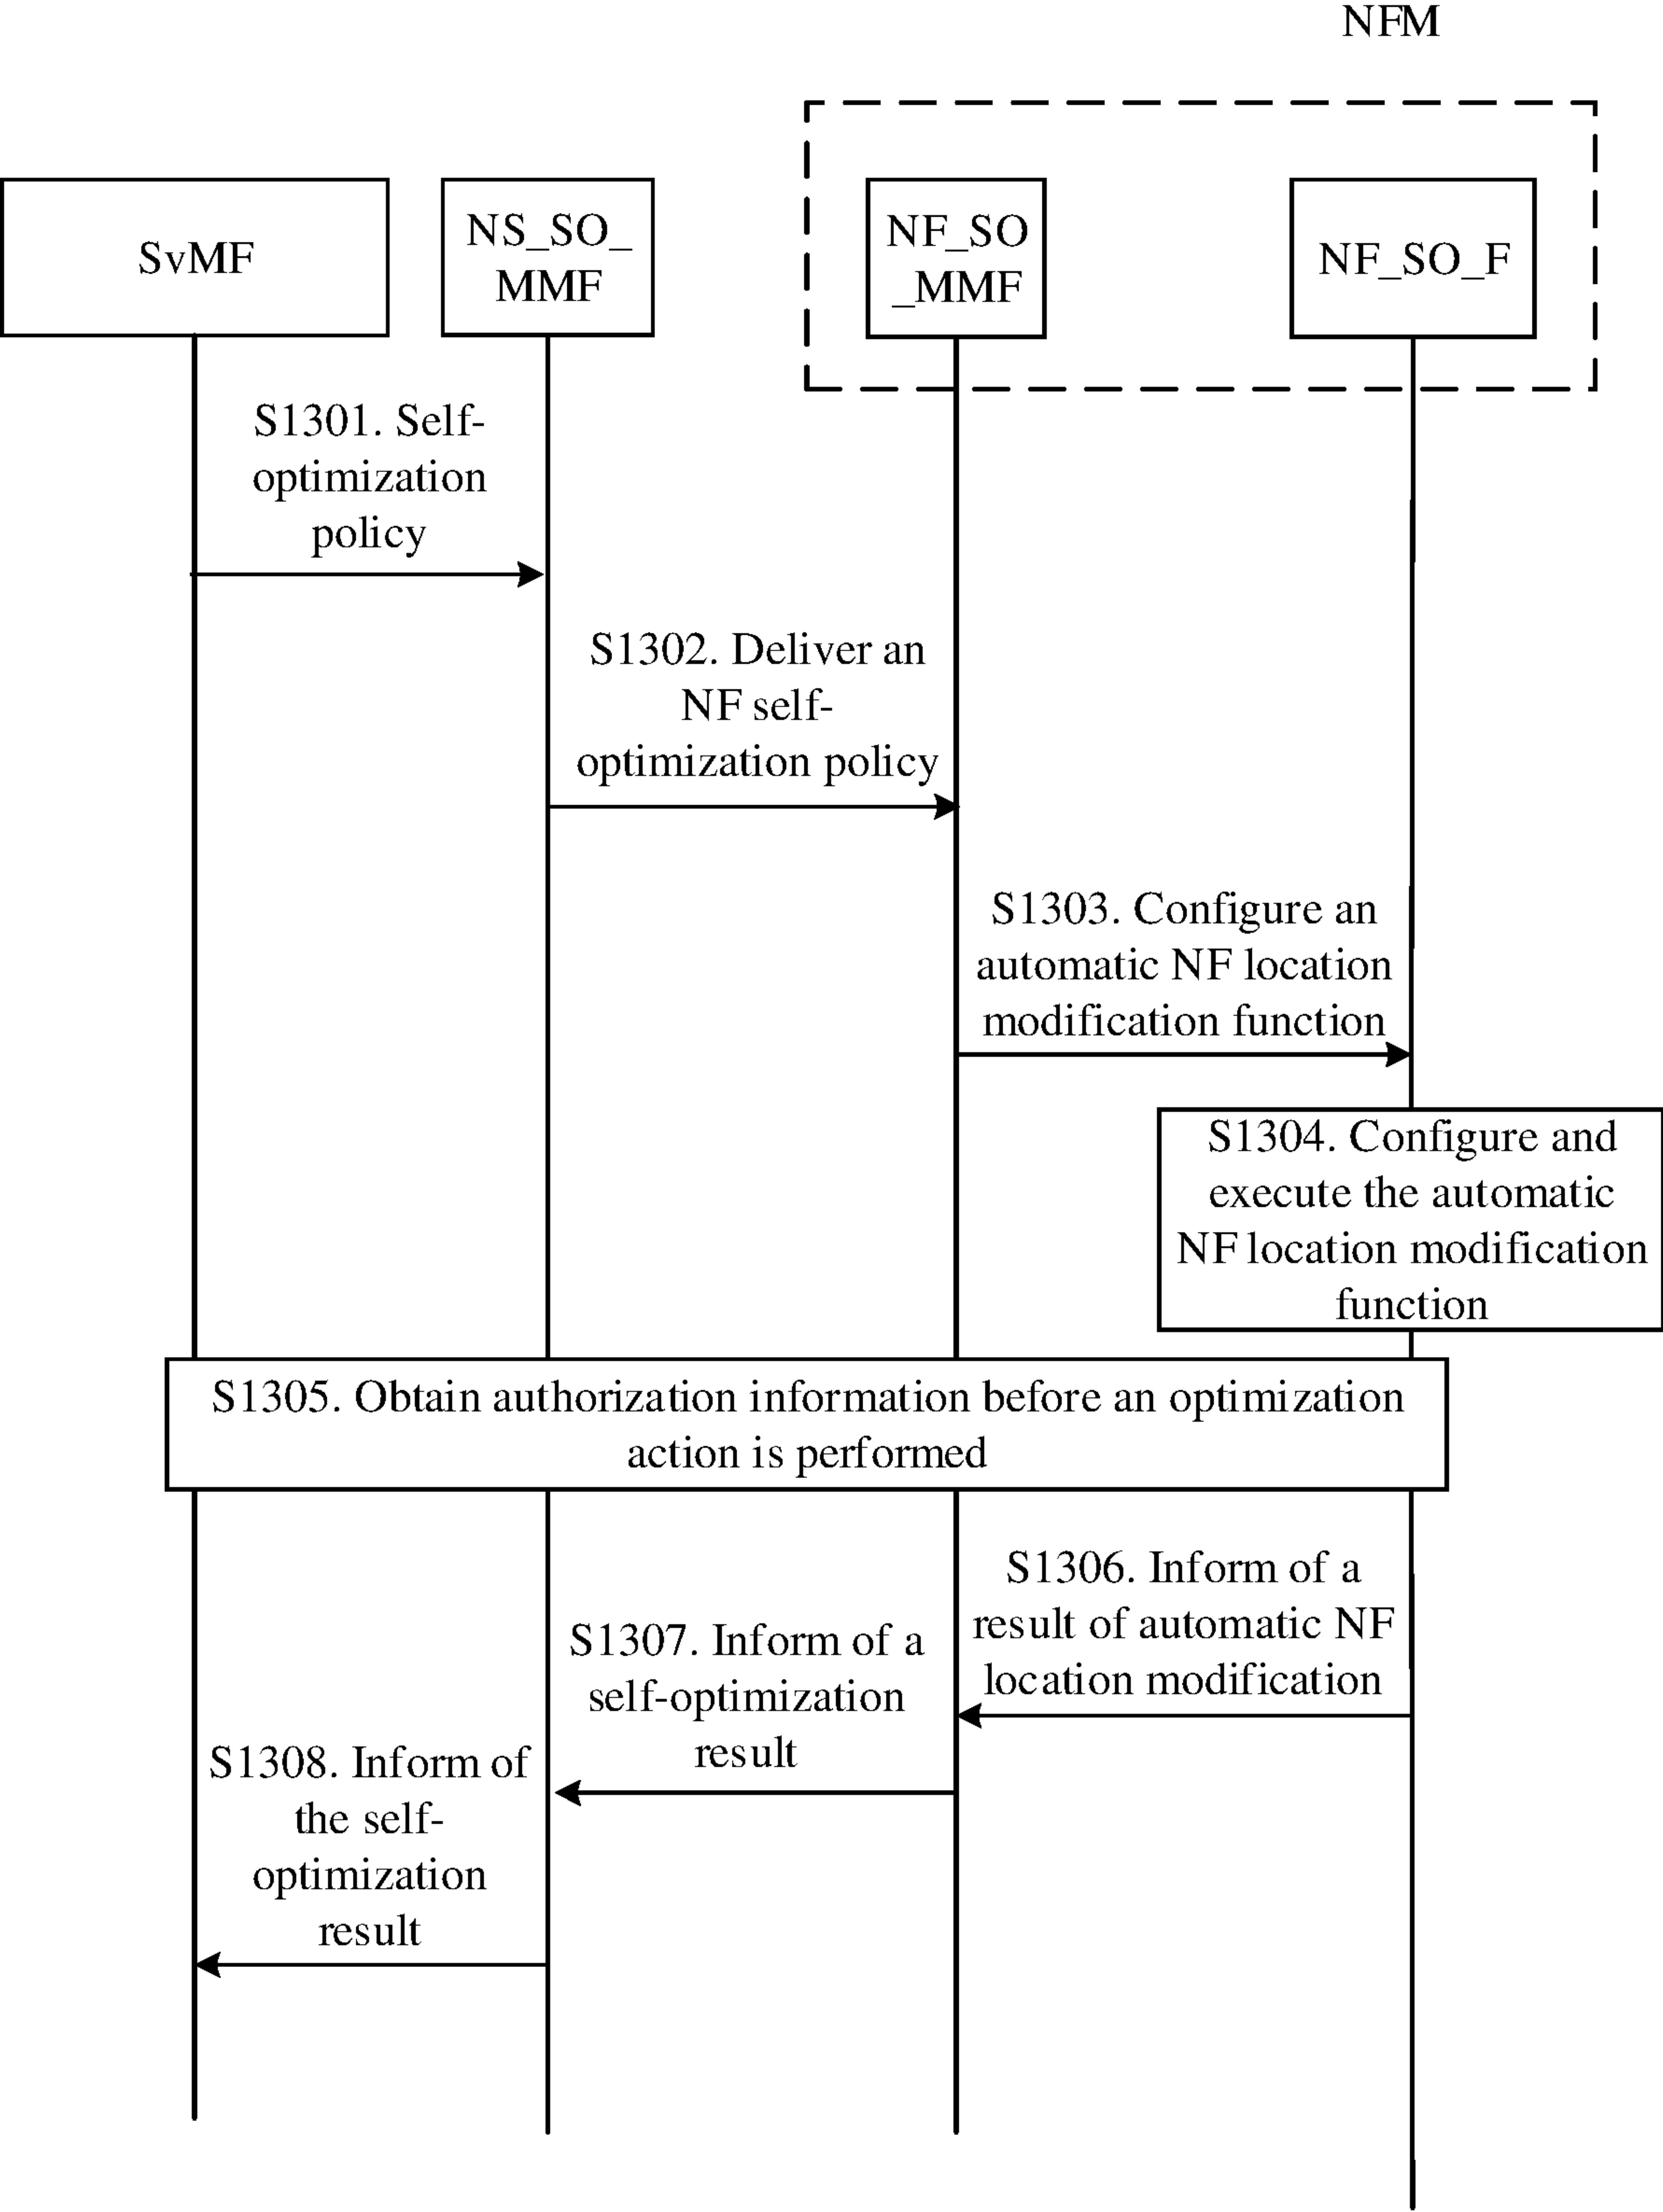 NFM
SvMF
NS_SO_
MMF
NF_SO
_MMF
NF_SO_F
S1301. Self-
optimization
policy
S1302. Deliver an
NF self-
optimization policy
S1303. Configure an
automatic NF location
modification function
S1304. Configure and
execute the automatic
NF location modification
function
S1305. Obtain authorization information before an optimization
action is performed
S1306. Inform of a
result of automatic NF
location modification
S1307. Inform of a
self-optimization
result
S1308. Inform of
the self-
optimization
result